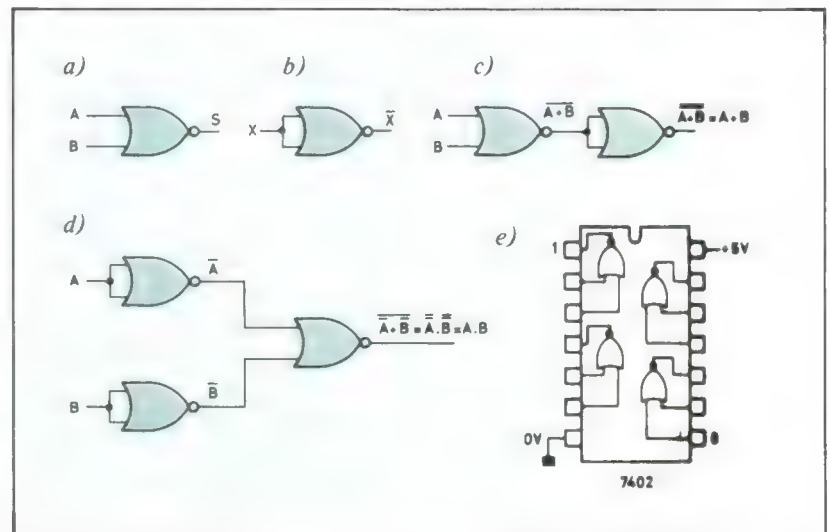 a)
b)
c)
A
B
S
X
X̄
A
B
A+B̅
A̿+̿B̿ = A+B
d)
A
Ā
B
B̄
A̅̅+̅B̅̅ = A̿.B̿ = A.B
e)
1
+5V
0V
8
7402